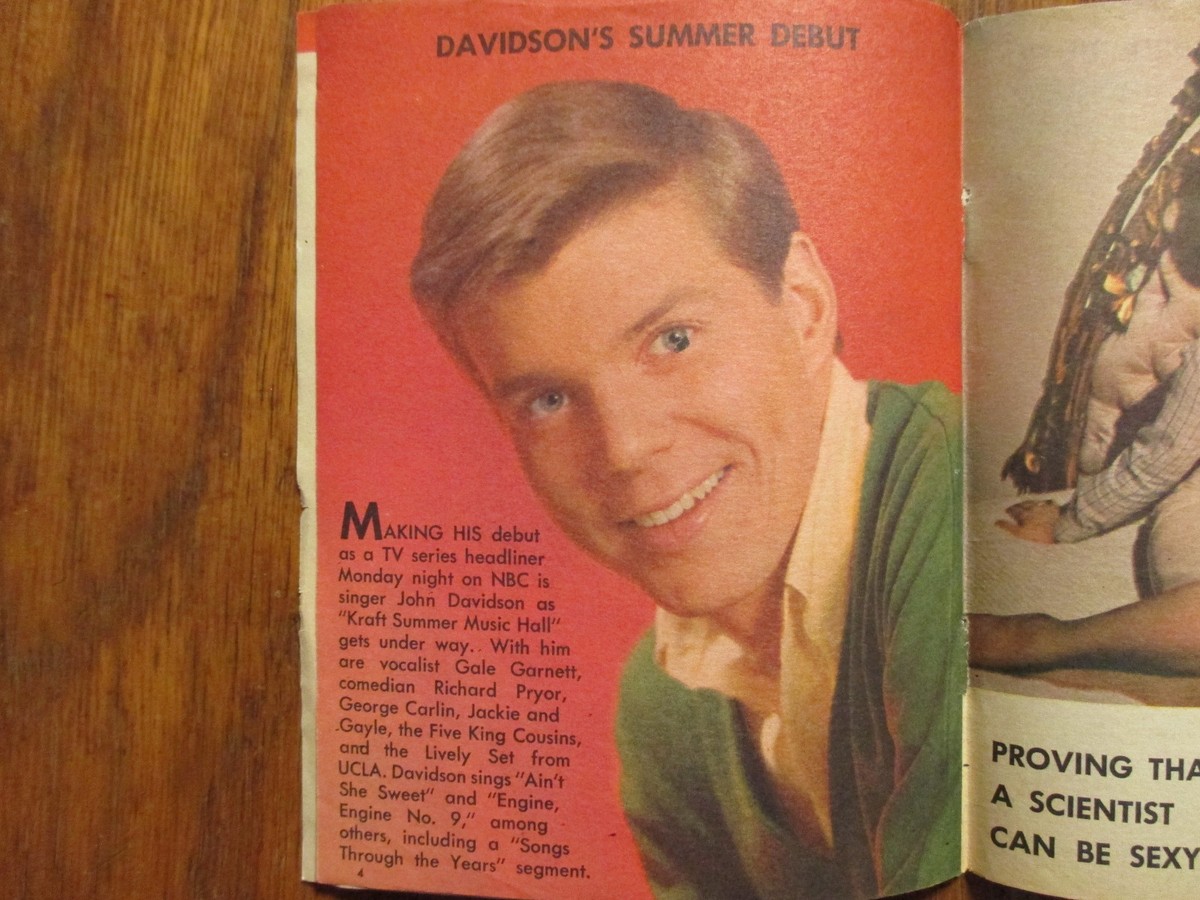 DAVIDSON'S SUMMER DEBUT
MAKING HIS debut
as a TV series headliner
Monday night on NBC is
singer John Davidson as
"Kraft Summer Music Hall"
gets under way. With him
are vocalist Gale Garnett,
comedian Richard Pryor,
George Carlin, Jackie and
Gayle, the Five King Cousins,
and the Lively Set from
UCLA. Davidson sings "Ain't
She Sweet" and "Engine,
Engine No. 9," among
others, including a "Songs
Through the Years" segment.
4
PROVING THA
A SCIENTIST
CAN BE SEXY